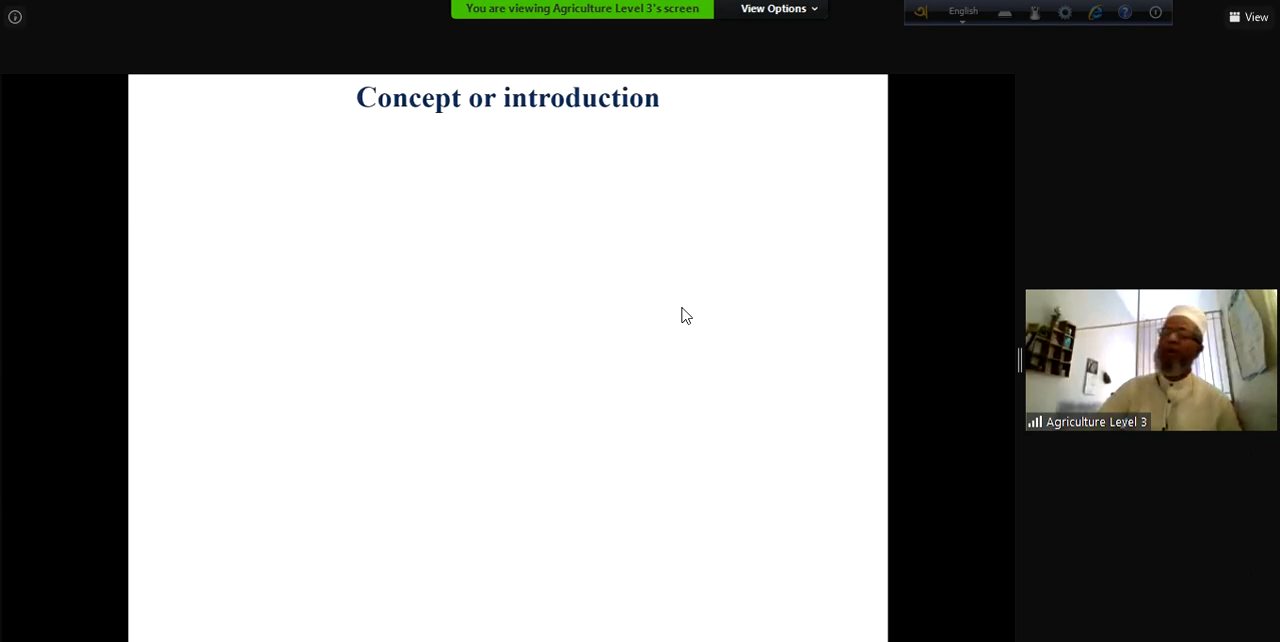 You are viewing Agriculture Level 3's screen
View Options
অ
English
View
Concept or introduction
Agriculture Level 3